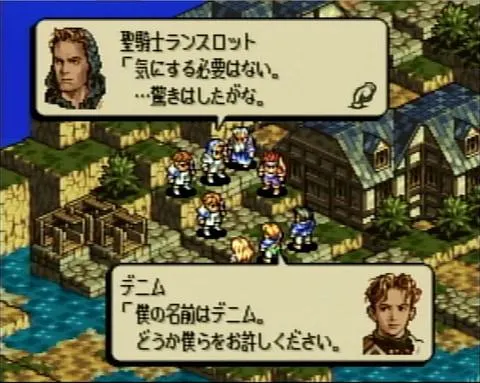 聖騎士ランスロット
「気にする必要はない。
…驚きはしたがな。
デニム
「僕の名前はデニム。
どうか僕らをお許しください。